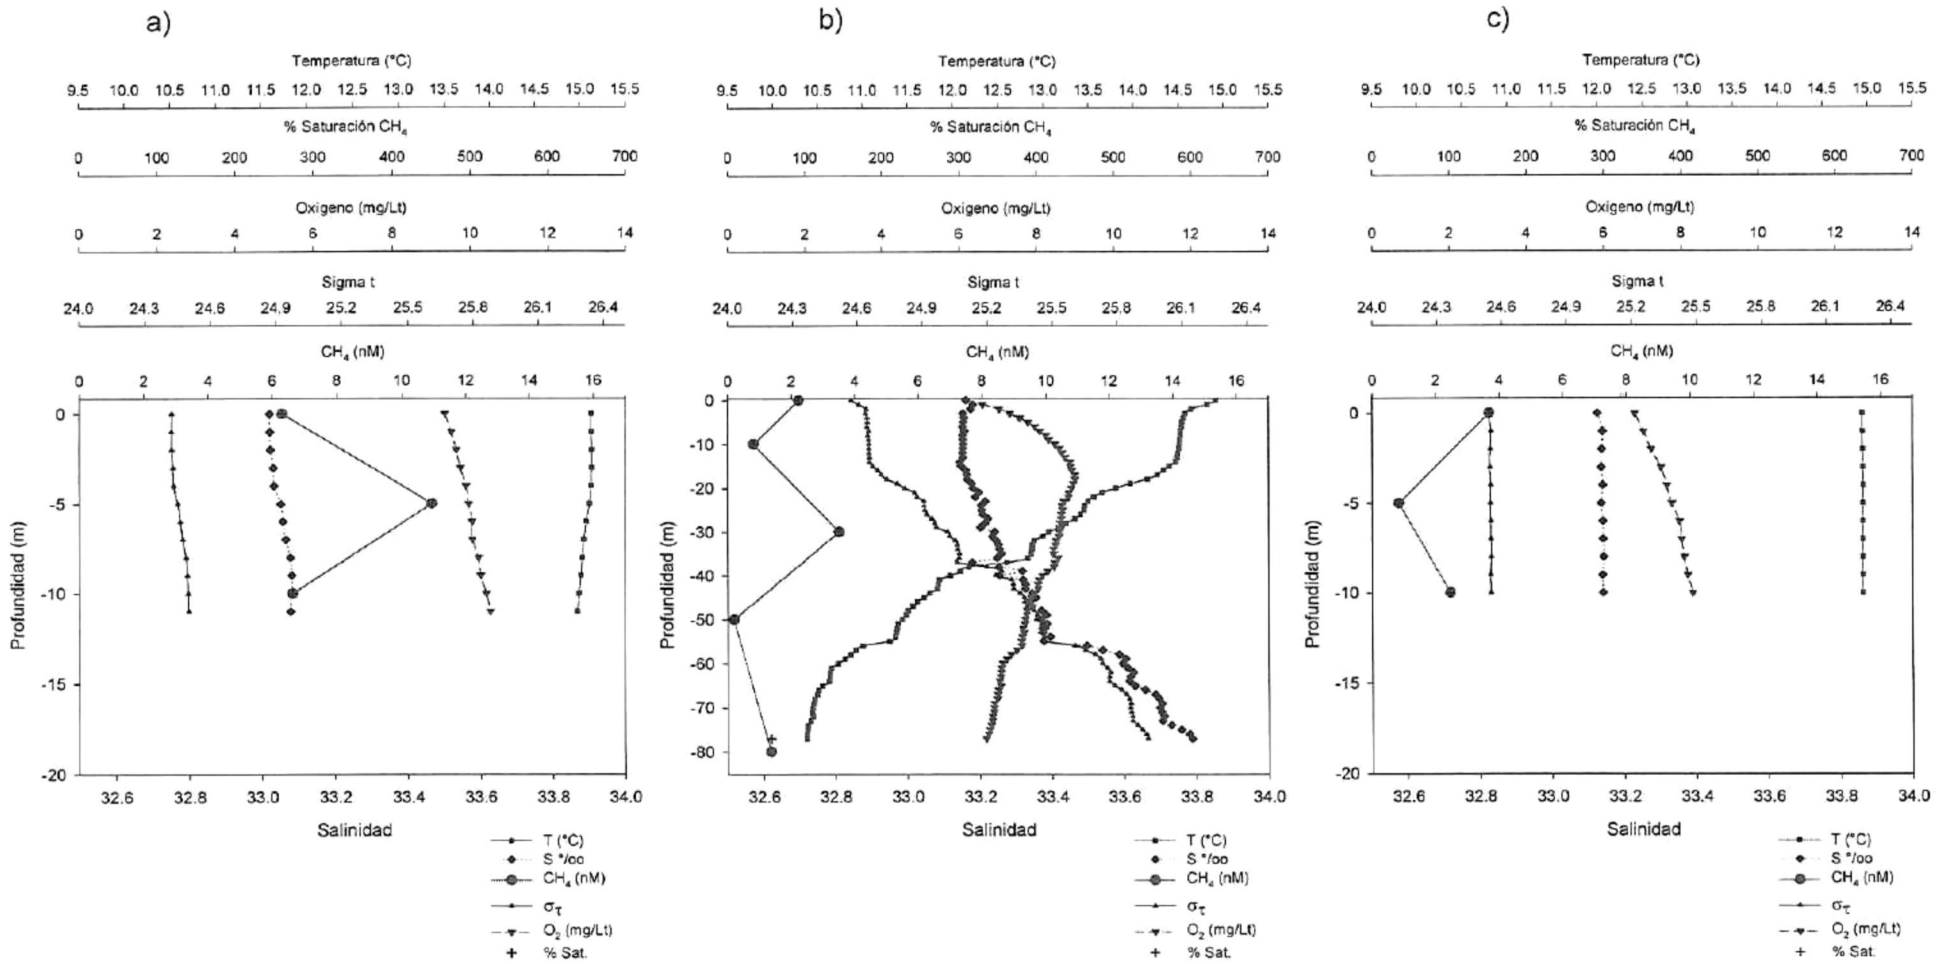 a) b) c)
Temperatura (°C) Temperatura (°C) Temperatura (°C)
9.5 10.0 10.5 11.0 11.5 12.0 12.5 13.0 13.5 14.0 14.5 15.0 15.5 9.5 10.0 10.5 11.0 11.5 12.0 12.5 13.0 13.5 14.0 14.5 15.0 15.5 9.5 10.0 10.5 11.0 11.5 12.0 12.5 13.0 13.5 14.0 14.5 15.0 15.5
% Saturación CH4 % Saturación CH4 % Saturación CH4
0 100 200 300 400 500 600 700 0 100 200 300 400 500 600 700 0 100 200 300 400 500 600 700
Oxigeno (mg/Lt) Oxigeno (mg/Lt) Oxigeno (mg/Lt)
0 2 4 6 8 10 12 14 0 2 4 6 8 10 12 14 0 2 4 6 8 10 12 14
Sigma t Sigma t Sigma t
24.0 24.3 24.6 24.9 25.2 25.5 25.8 26.1 26.4 24.0 24.3 24.6 24.9 25.2 25.5 25.8 26.1 26.4 24.0 24.3 24.6 24.9 25.2 25.5 25.8 26.1 26.4
CH4 (nM) CH4 (nM) CH4 (nM)
0 2 4 6 8 10 12 14 16 0 2 4 6 8 10 12 14 16 0 2 4 6 8 10 12 14 16
Profundidad (m) Profundidad (m) Profundidad (m)
0 -5 -10 -15 -20
0 -10 -20 -30 -40 -50 -60 -70 -80
0 -5 -10 -15 -20
32.6 32.8 33.0 33.2 33.4 33.6 33.8 34.0 32.6 32.8 33.0 33.2 33.4 33.6 33.8 34.0 32.6 32.8 33.0 33.2 33.4 33.6 33.8 34.0
Salinidad Salinidad Salinidad
T (°C) T (°C) T (°C)
S °/oo S °/oo S °/oo
CH4 (nM) CH4 (nM) CH4 (nM)
στ στ στ
O2 (mg/Lt) O2 (mg/Lt) O2 (mg/Lt)
% Sat. % Sat. % Sat.